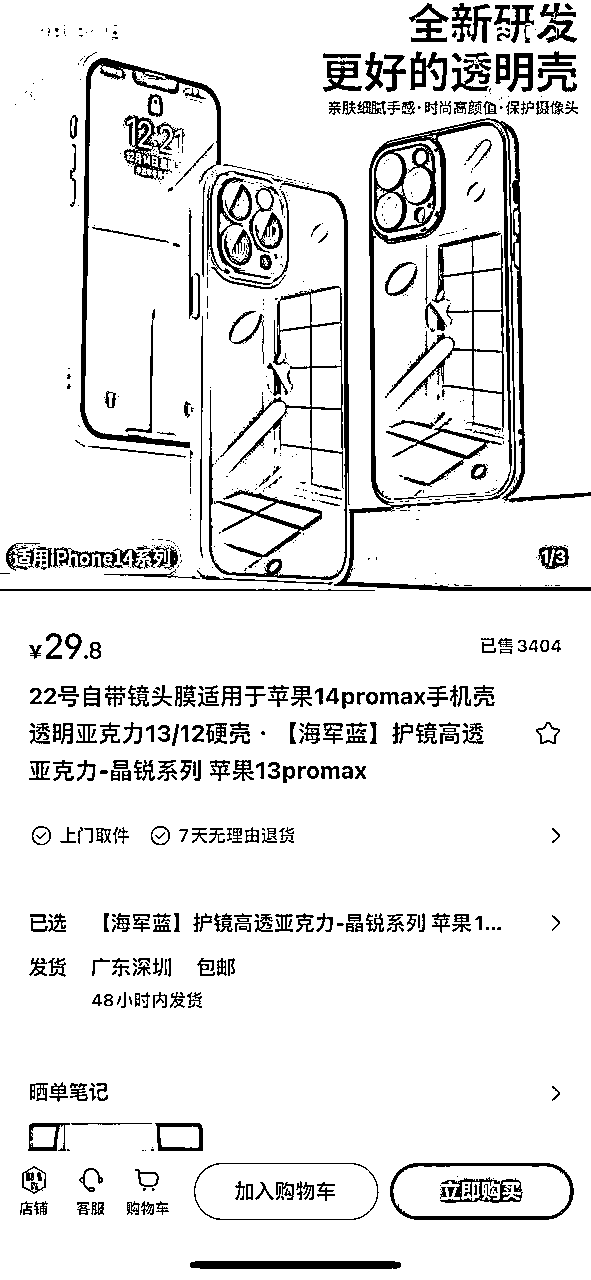 全新研发
更好的透明壳
亲肤细腻手感·时尚高颜值·保护摄像头
12:21
适用iPhone14系列
1/3
¥29.8
已售3404
22号自带镜头膜适用于苹果14promax手机壳
透明亚克力13/12硬壳·【海军蓝】护镜高透
亚克力-晶锐系列 苹果13promax
上门取件 7天无理由退货
已选 【海军蓝】护镜高透亚克力-晶锐系列 苹果1...
发货 广东深圳 包邮
48小时内发货
晒单笔记
店铺 客服 购物车 加入购物车 立即购买